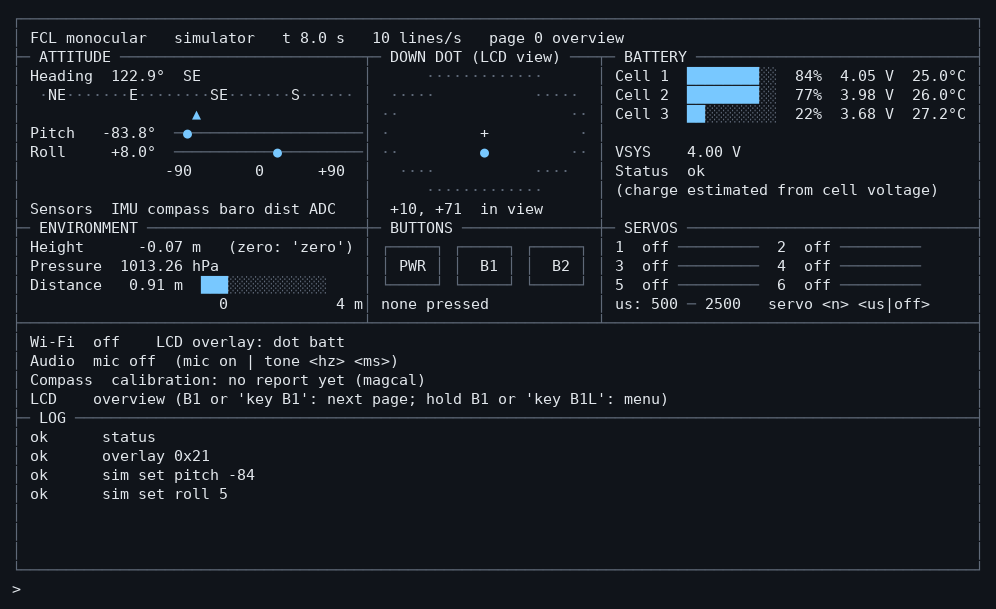 FCL monocular   simulator   t 8.0 s   10 lines/s   page 0 overview
ATTITUDE   DOWN DOT (LCD view)   BATTERY
Heading  122.9°  SE   Cell 1   84%  4.05 V  25.0°C
·NE·······E········SE·······S······   Cell 2   77%  3.98 V  26.0°C
Cell 3   22%  3.68 V  27.2°C
Pitch   -83.8°   +
Roll     +8.0°   VSYS    4.00 V
-90       0      +90   Status  ok
(charge estimated from cell voltage)
Sensors  IMU compass baro dist ADC   +10, +71  in view
ENVIRONMENT   BUTTONS   SERVOS
Height      -0.07 m   (zero: 'zero')   1  off   2  off
Pressure  1013.26 hPa   PWR   B1   B2   3  off   4  off
Distance   0.91 m   5  off   6  off
0            4 m   none pressed   us: 500 — 2500   servo <n> <us|off>
Wi-Fi  off    LCD overlay: dot batt
Audio  mic off  (mic on | tone <hz> <ms>)
Compass  calibration: no report yet (magcal)
LCD    overview (B1 or 'key B1': next page; hold B1 or 'key B1L': menu)
LOG
ok      status
ok      overlay 0x21
ok      sim set pitch -84
ok      sim set roll 5
>